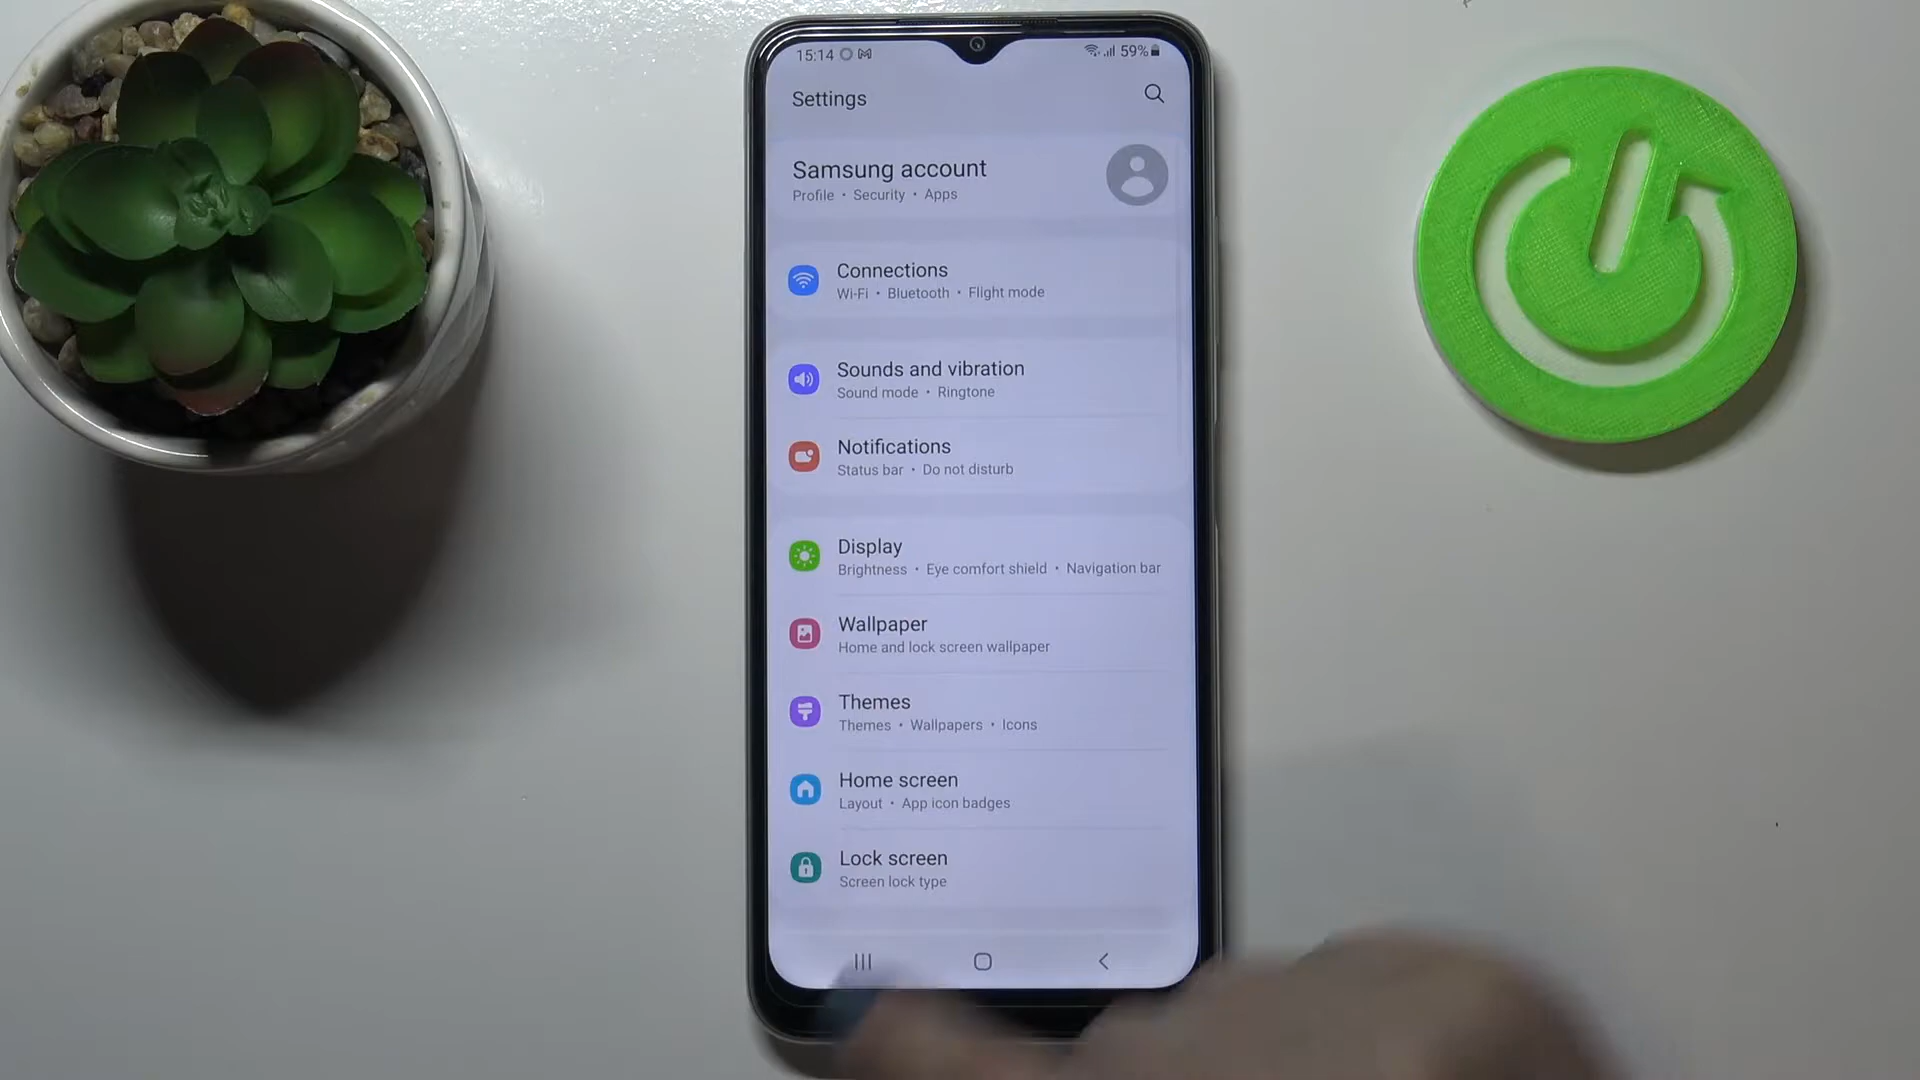 15:14
59%
Settings
Samsung account
Profile • Security • Apps
Connections
Wi-Fi • Bluetooth • Flight mode
Sounds and vibration
Sound mode • Ringtone
Notifications
Status bar • Do not disturb
Display
Brightness • Eye comfort shield • Navigation bar
Wallpaper
Home and lock screen wallpaper
Themes
Themes • Wallpapers • Icons
Home screen
Layout • App icon badges
Lock screen
Screen lock type